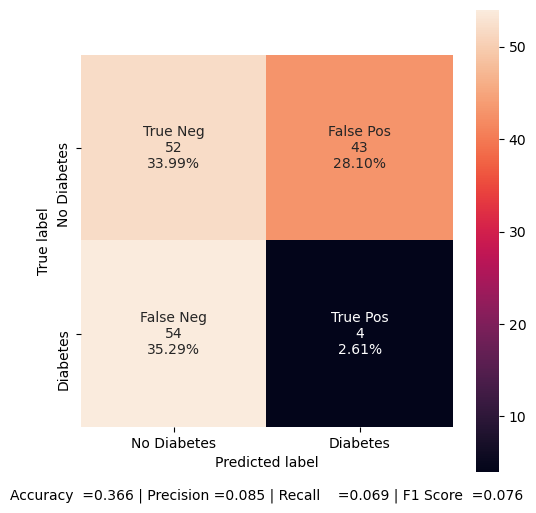 True Neg
52
33.99%
False Pos
43
28.10%
False Neg
54
35.29%
True Pos
4
2.61%
True label
No Diabetes
Diabetes
No Diabetes
Diabetes
Predicted label
50
40
30
20
10
Accuracy  =0.366 | Precision =0.085 | Recall    =0.069 | F1 Score  =0.076